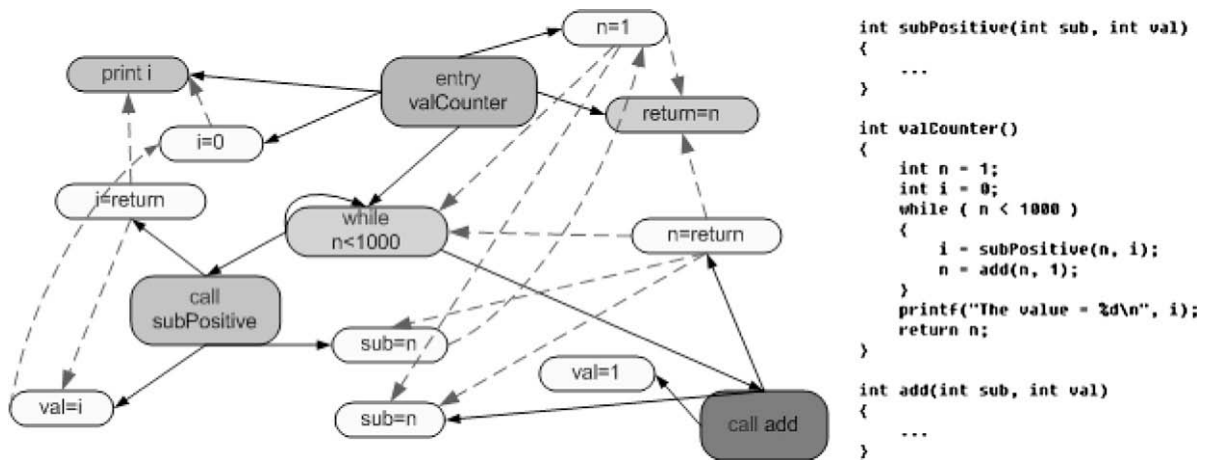 n=1
print i
entry
valCounter
return=n
i=0
i=return
while
n<1000
n=return
call
subPositive
sub=n
val=1
val=i
sub=n
call add
int subPositive(int sub, int val)
{
...
}
int valCounter()
{
int n = 1;
int i = 0;
while ( n < 1000 )
{
i = subPositive(n, i);
n = add(n, 1);
}
printf("The value = %d\n", i);
return n;
}
int add(int sub, int val)
{
...
}